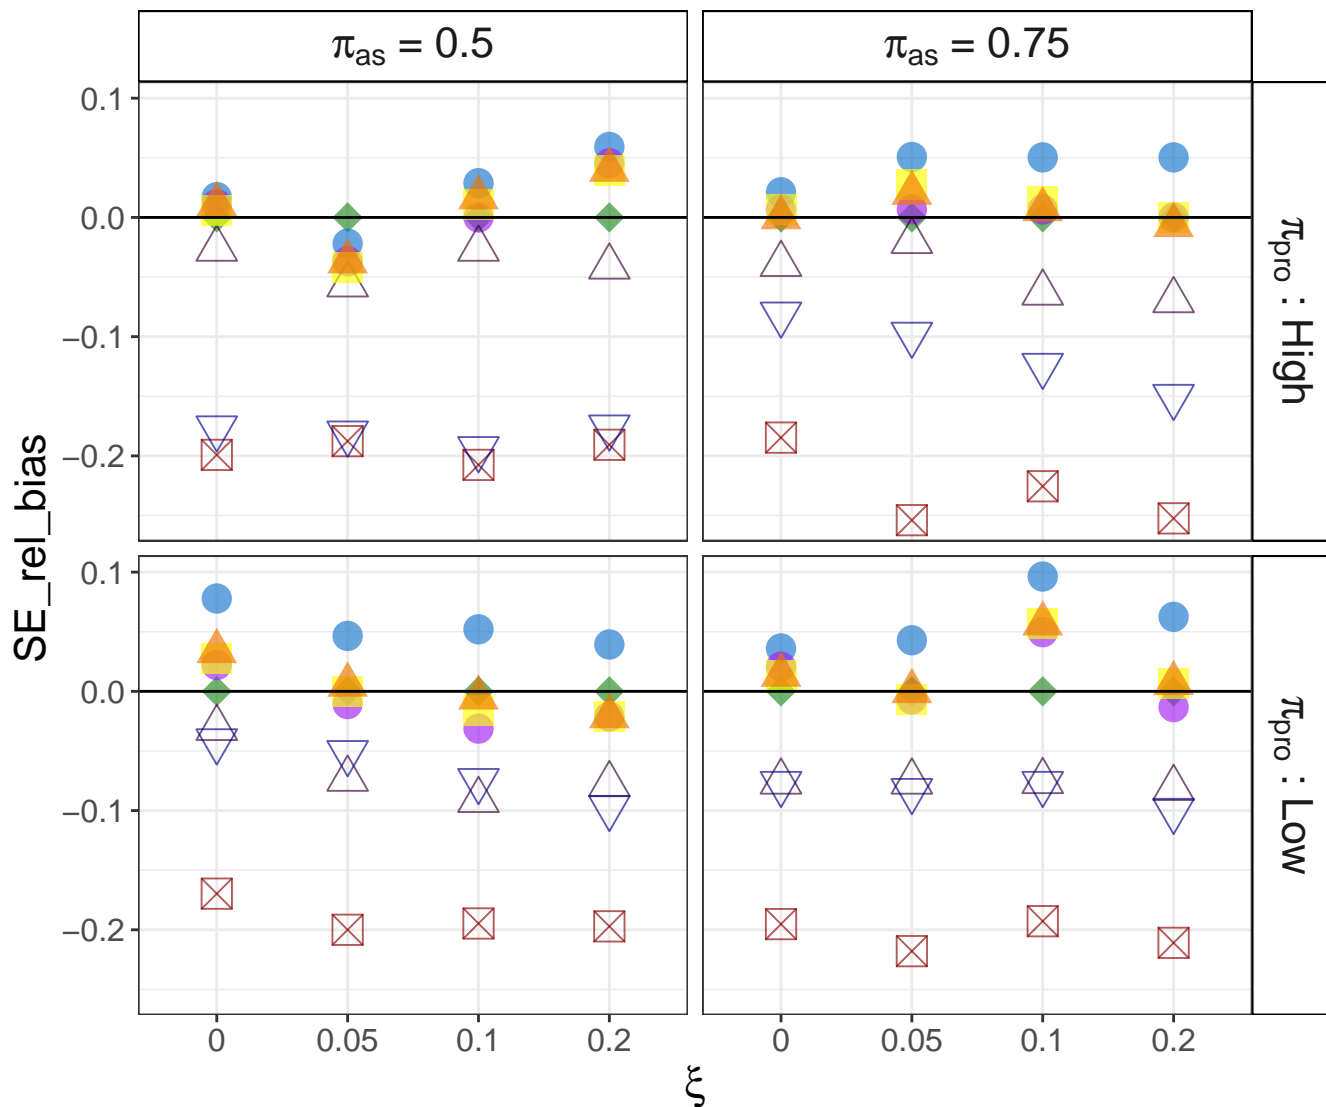 π_as = 0.5
π_as = 0.75
0.1
0.0
−0.1
−0.2
π_pro : High
0.1
0.0
−0.1
−0.2
π_pro : Low
SE_rel_bias
0 0.05 0.1 0.2
0 0.05 0.1 0.2
ξ